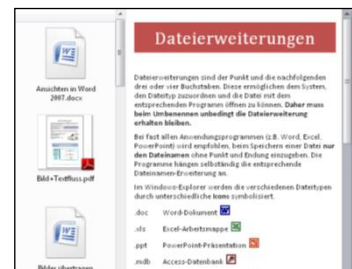 Ansichten in Word
2007.docx
Bild+Textfluss.pdf
Bilder übertragen
Dateierweiterungen
Dateierweiterungen sind der Punkt und die nachfolgenden
drei oder vier Buchstaben. Diese ermöglichen dem System,
den Dateityp zuzuordnen und die Datei mit dem
entsprechenden Programm öffnen zu können. Daher muss
beim Umbenennen unbedingt die Dateierweiterung
erhalten bleiben.
Bei fast allen Anwendungsprogrammen (z.B. Word, Excel,
PowerPoint) wird empfohlen, beim Speichern einer Datei nur
den Dateinamen ohne Punkt und Endung einzugeben. Die
Programme hängen selbständig die entsprechende
Dateinamen-Erweiterung an.
Im Windows-Explorer werden die verschiedenen Dateitypen
durch unterschiedliche Icons symbolisiert.
.doc Word-Dokument
.xls Excel-Arbeitsmappe
.ppt PowerPoint-Präsentation
.mdb Access-Datenbank